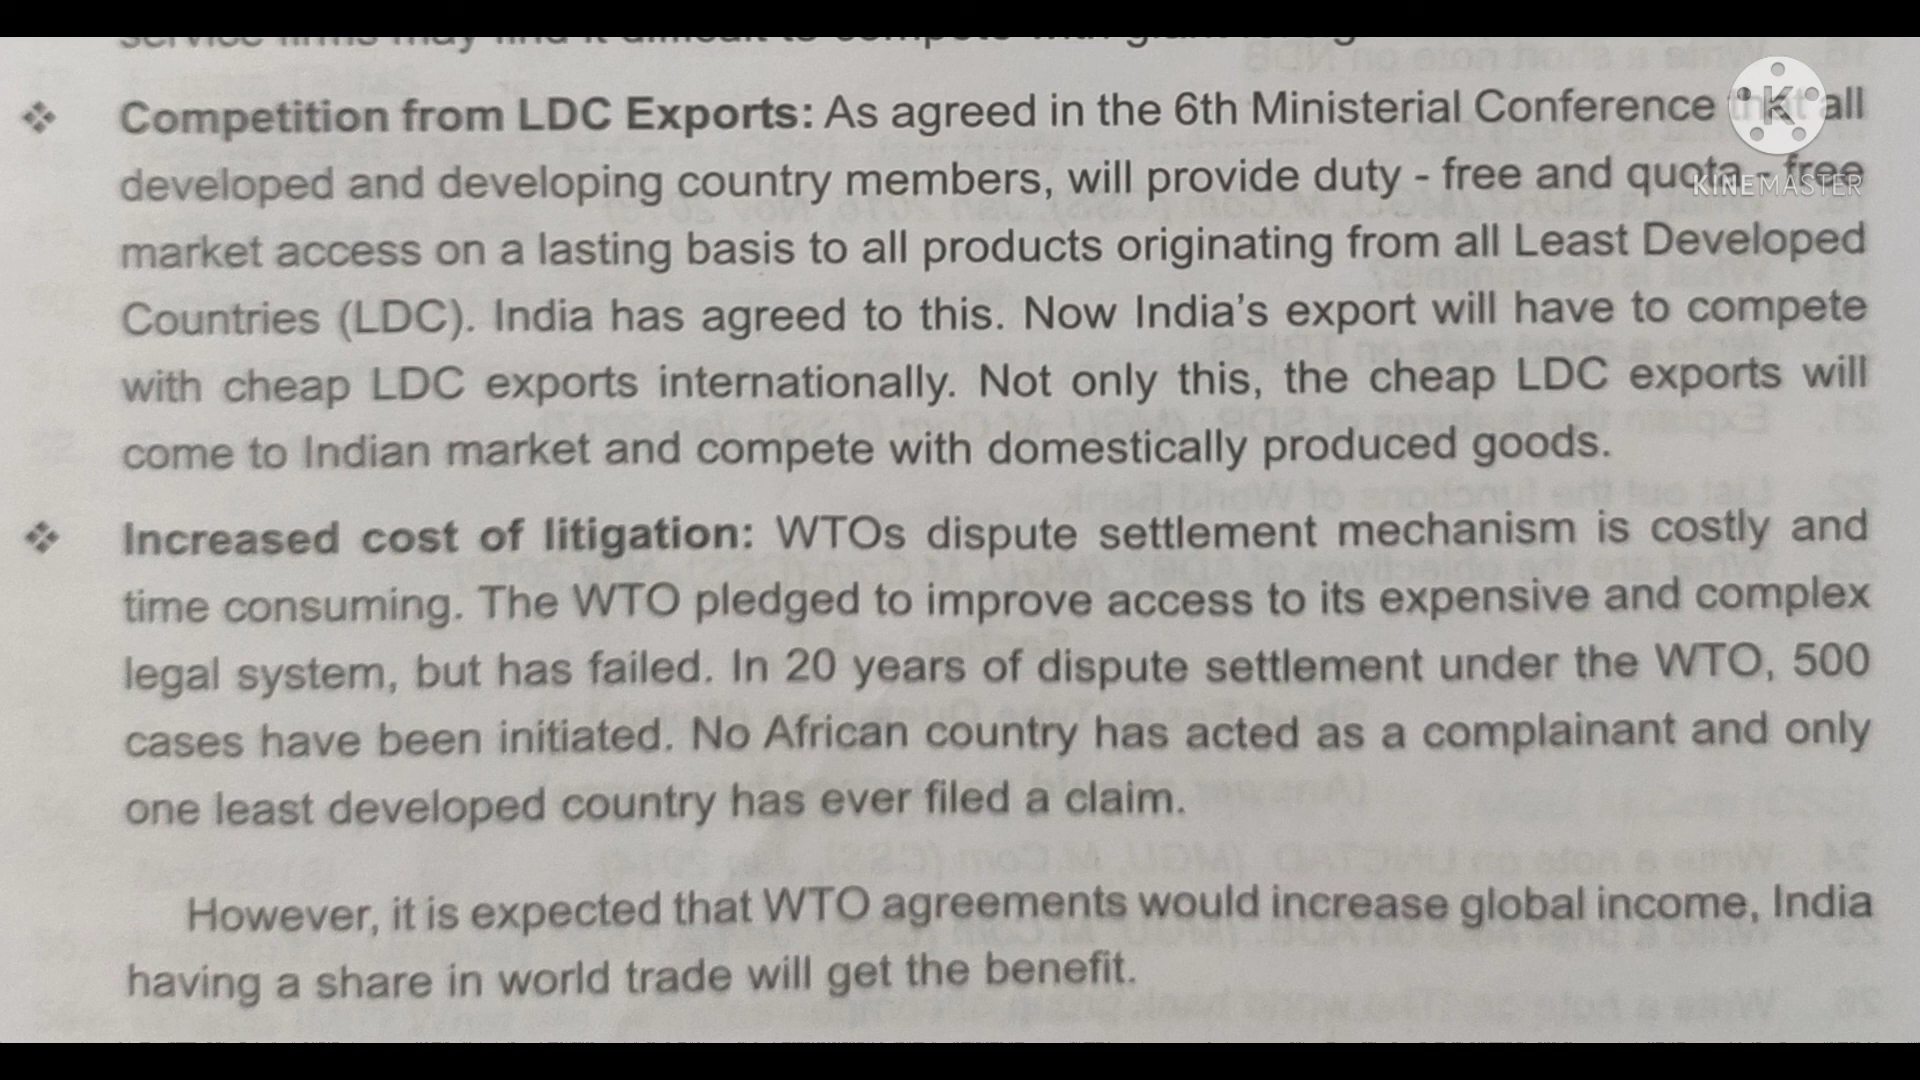 ❖ Competition from LDC Exports: As agreed in the 6th Ministerial Conference that all
developed and developing country members, will provide duty - free and quota - free
market access on a lasting basis to all products originating from all Least Developed
Countries (LDC). India has agreed to this. Now India's export will have to compete
with cheap LDC exports internationally. Not only this, the cheap LDC exports will
come to Indian market and compete with domestically produced goods.
❖ Increased cost of litigation: WTOs dispute settlement mechanism is costly and
time consuming. The WTO pledged to improve access to its expensive and complex
legal system, but has failed. In 20 years of dispute settlement under the WTO, 500
cases have been initiated. No African country has acted as a complainant and only
one least developed country has ever filed a claim.
However, it is expected that WTO agreements would increase global income, India
having a share in world trade will get the benefit.
K
KINEMASTER